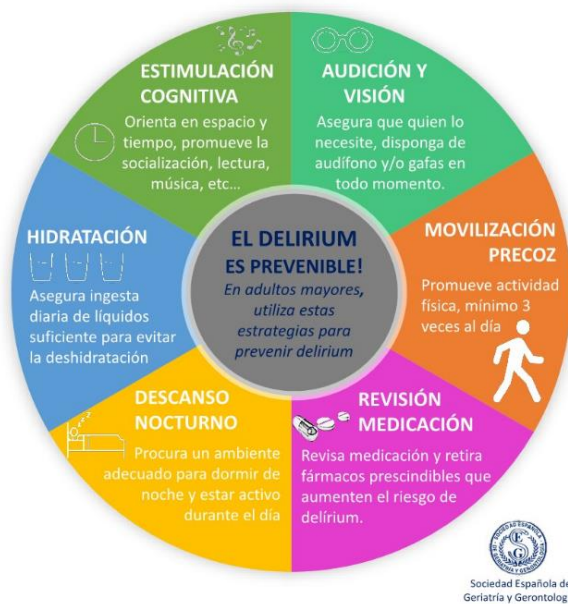 ESTIMULACIÓN
COGNITIVA
Orienta en espacio y
tiempo, promueve la
socialización, lectura,
música, etc...
AUDICIÓN Y
VISIÓN
Asegura que quien lo
necesite, disponga de
audífono y/o gafas en
todo momento.
MOVILIZACIÓN
PRECOZ
Promueve actividad
física, mínimo 3
veces al día
REVISIÓN
MEDICACIÓN
Revisa medicación y retira
fármacos prescindibles que
aumenten el riesgo de
delírium.
DESCANSO
NOCTURNO
Procura un ambiente
adecuado para dormir de
noche y estar activo
durante el día
HIDRATACIÓN
Asegura ingesta
diaria de líquidos
suficiente para evitar
la deshidratación
EL DELIRIUM
ES PREVENIBLE!
En adultos mayores,
utiliza estas
estrategias para
prevenir delirium
Sociedad Española de
Geriatría y Gerontolog